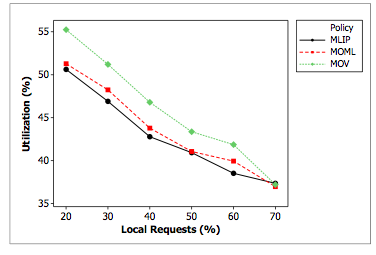 Policy
MLIP
MOML
MOV
Utilization (%)
55
50
45
40
35
20 30 40 50 60 70
Local Requests (%)